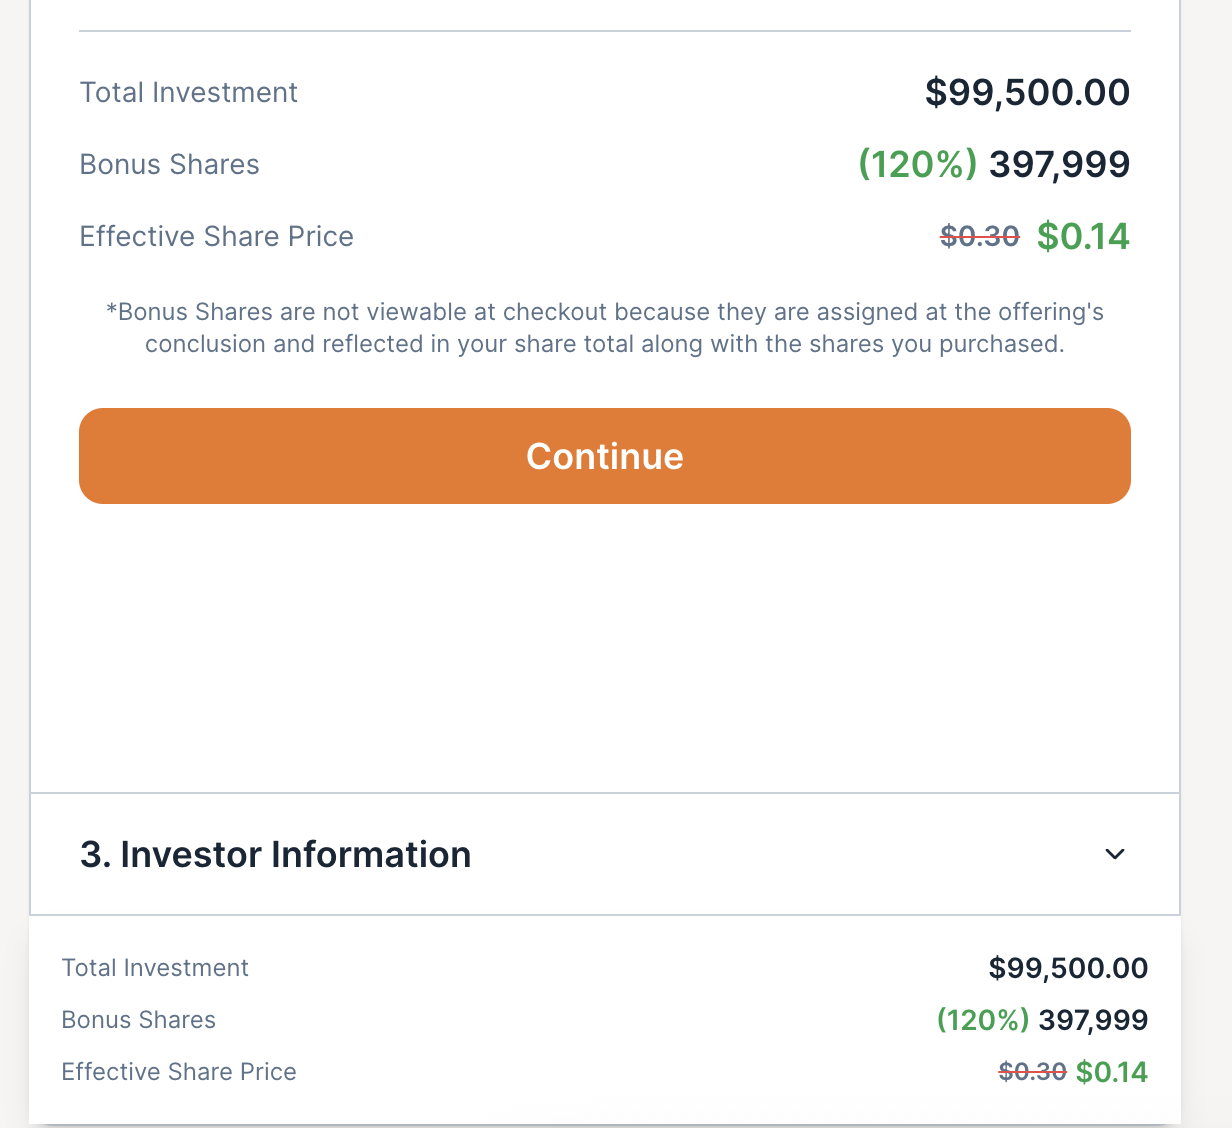 Total Investment $99,500.00
Bonus Shares (120%) 397,999
Effective Share Price $0.30 $0.14
*Bonus Shares are not viewable at checkout because they are assigned at the offering's
conclusion and reflected in your share total along with the shares you purchased.
Continue
3. Investor Information
Total Investment $99,500.00
Bonus Shares (120%) 397,999
Effective Share Price $0.30 $0.14